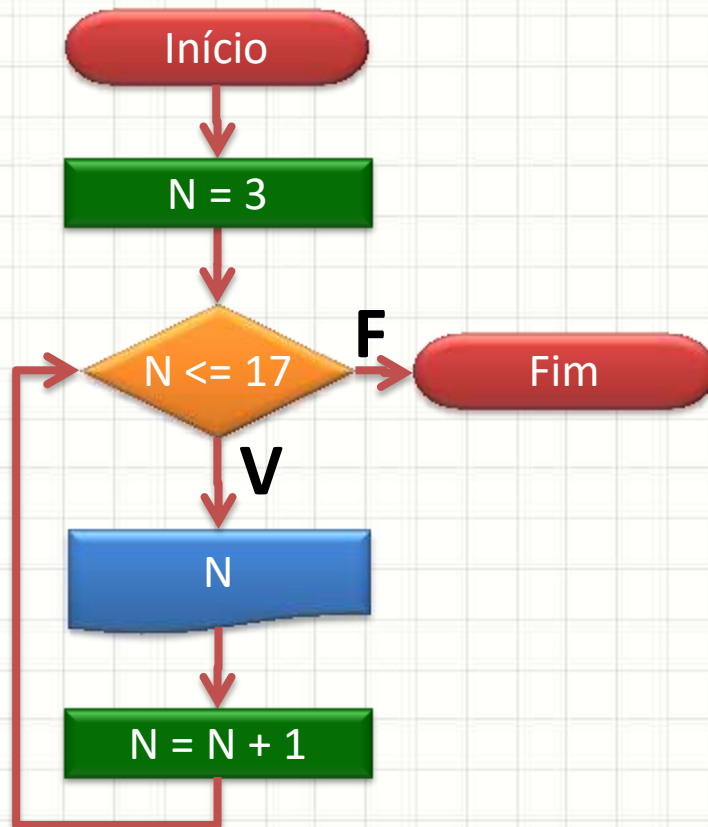 Início
N = 3
N <= 17
F
Fim
V
N
N = N + 1